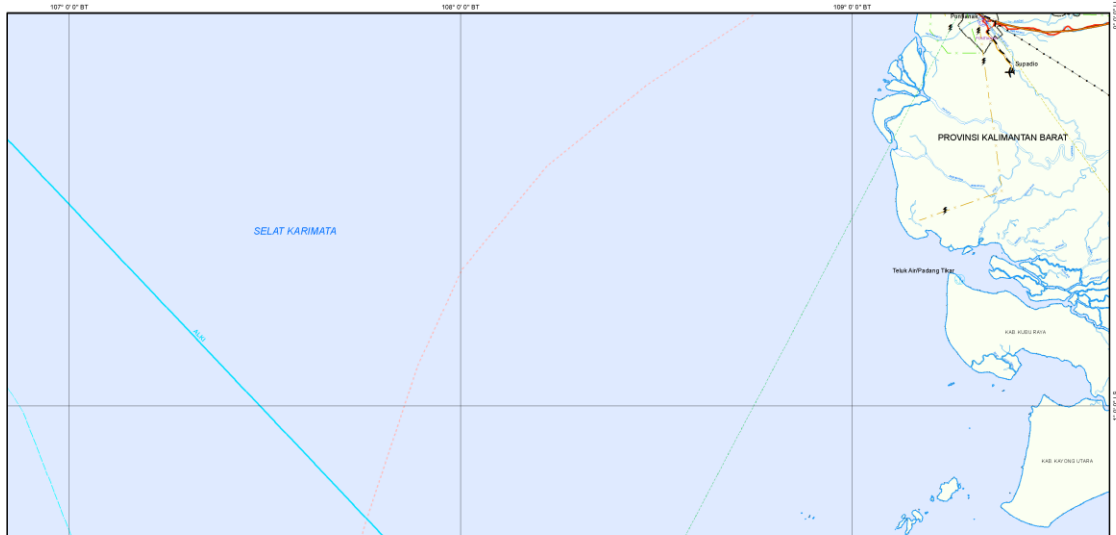 107° 0' 0" BT
108° 0' 0" BT
109° 0' 0" BT
Pontianak
Supadio
PROVINSI KALIMANTAN BARAT
SELAT KARIMATA
Teluk Air/Padang Tikar
ALKI
KAB. KUBU RAYA
KAB. KAYONG UTARA